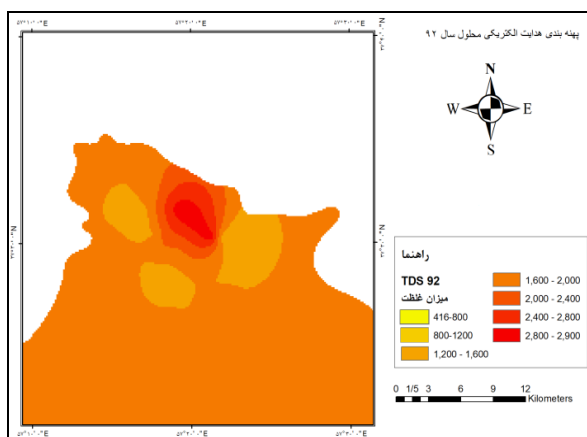 پهنه بندی هدایت الکتریکی محلول سال ۹۲
N
W E
S
راهنما
TDS 92
میزان غلظت
416-800
800-1200
1,200 - 1,600
1,600 - 2,000
2,000 - 2,400
2,400 - 2,800
2,800 - 2,900
0 1/5 3 6 9 12
Kilometers